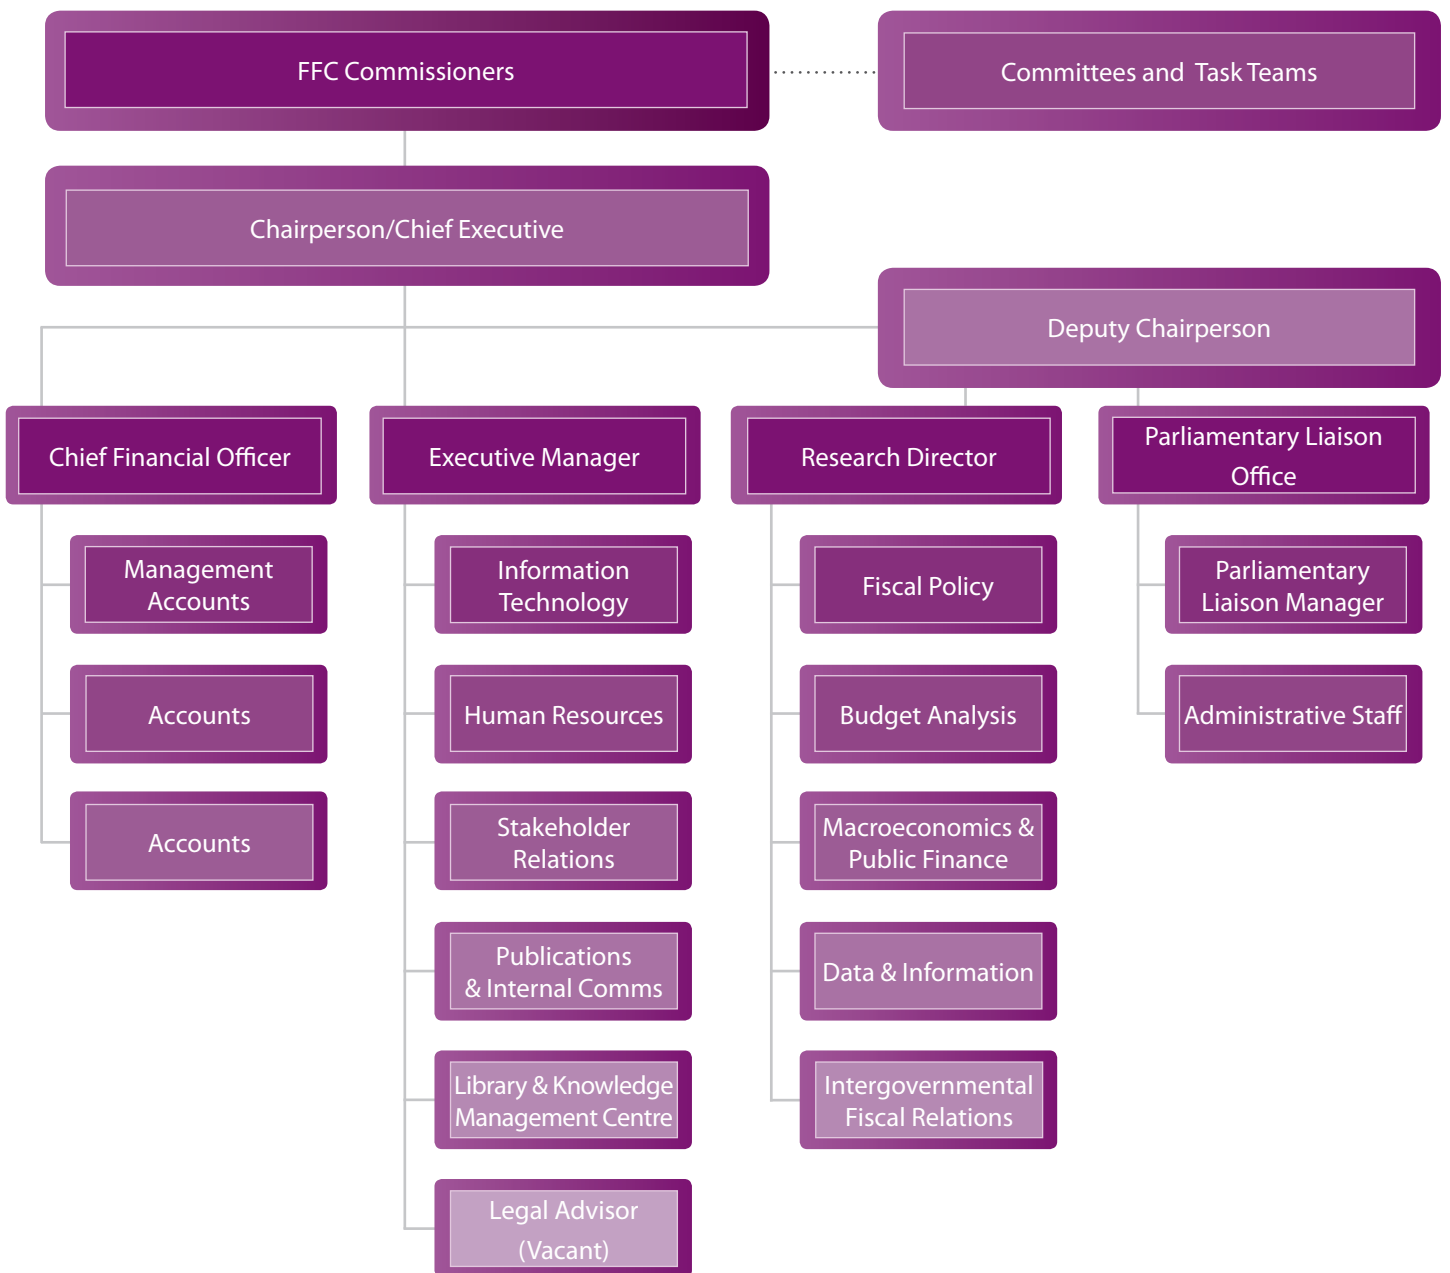 FFC Commissioners
Committees and Task Teams
Chairperson/Chief Executive
Deputy Chairperson
Chief Financial Officer
Executive Manager
Research Director
Parliamentary Liaison
Office
Management
Accounts
Accounts
Accounts
Information
Technology
Human Resources
Stakeholder
Relations
Publications
& Internal Comms
Library & Knowledge
Management Centre
Legal Advisor
(Vacant)
Fiscal Policy
Budget Analysis
Macroeconomics &
Public Finance
Data & Information
Intergovernmental
Fiscal Relations
Parliamentary
Liaison Manager
Administrative Staff